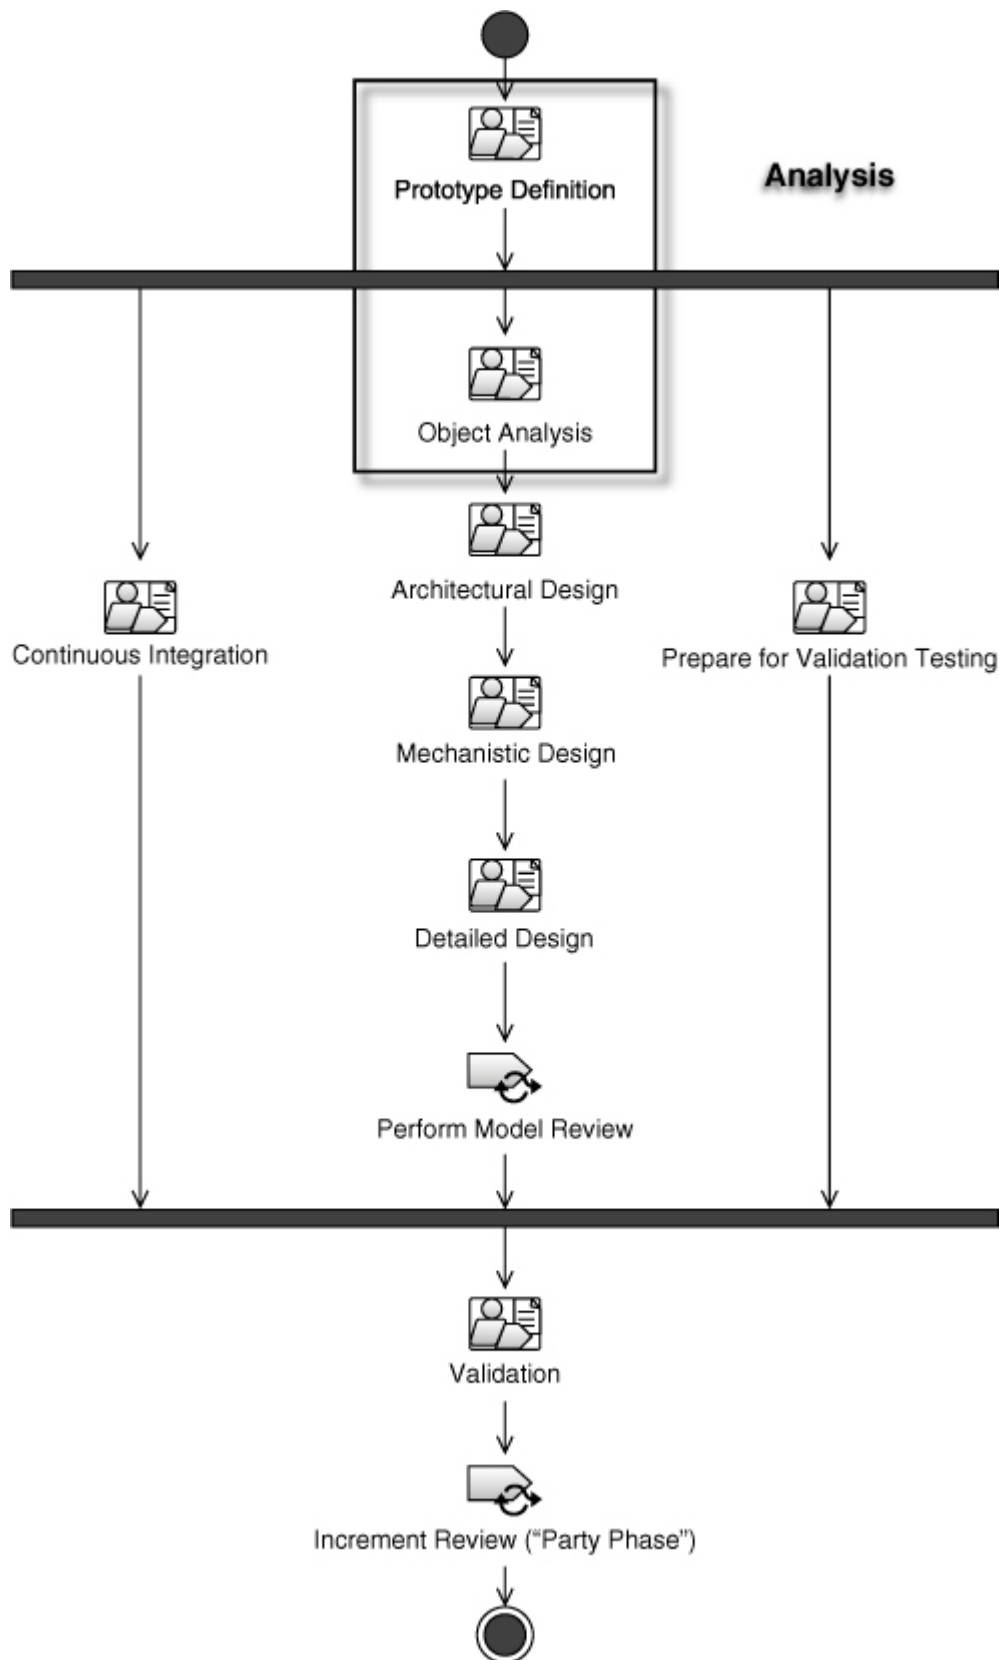 Prototype Definition
Analysis
Object Analysis
Architectural Design
Continuous Integration
Prepare for Validation Testing
Mechanistic Design
Detailed Design
Perform Model Review
Validation
Increment Review (“Party Phase”)